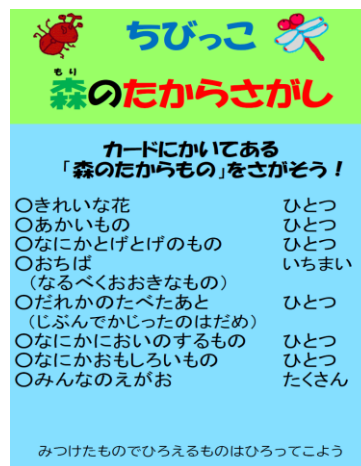 ちびっこ
もり
森のたからさがし
カードにかいてある
「森のたからもの」をさがそう！
○きれいな花 ひとつ
○あかいもの ひとつ
○なにかとげとげのもの ひとつ
○おちば いちまい
（なるべくおおきなもの）
○だれかのたべたあと ひとつ
（じぶんでかじったのはだめ）
○なにかにおいのするもの ひとつ
○なにかおもしろいもの ひとつ
○みんなのえがお たくさん
みつけたものでひろえるものはひろってこよう